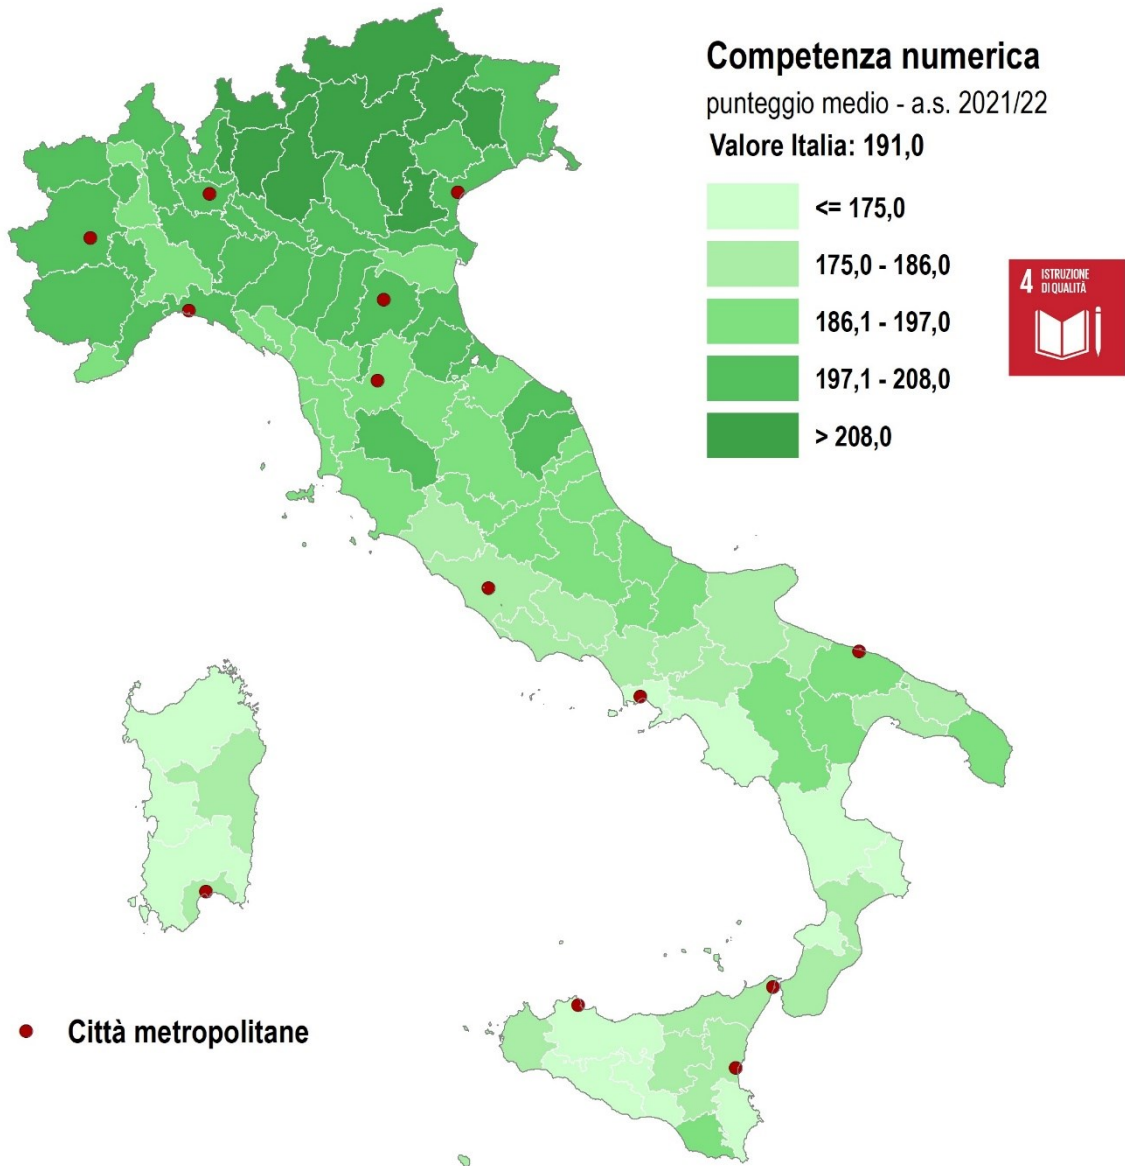 Competenza numerica
punteggio medio - a.s. 2021/22
Valore Italia: 191,0
<= 175,0
175,0 - 186,0
186,1 - 197,0
197,1 - 208,0
> 208,0
4 ISTRUZIONE
DI QUALITÀ
Città metropolitane